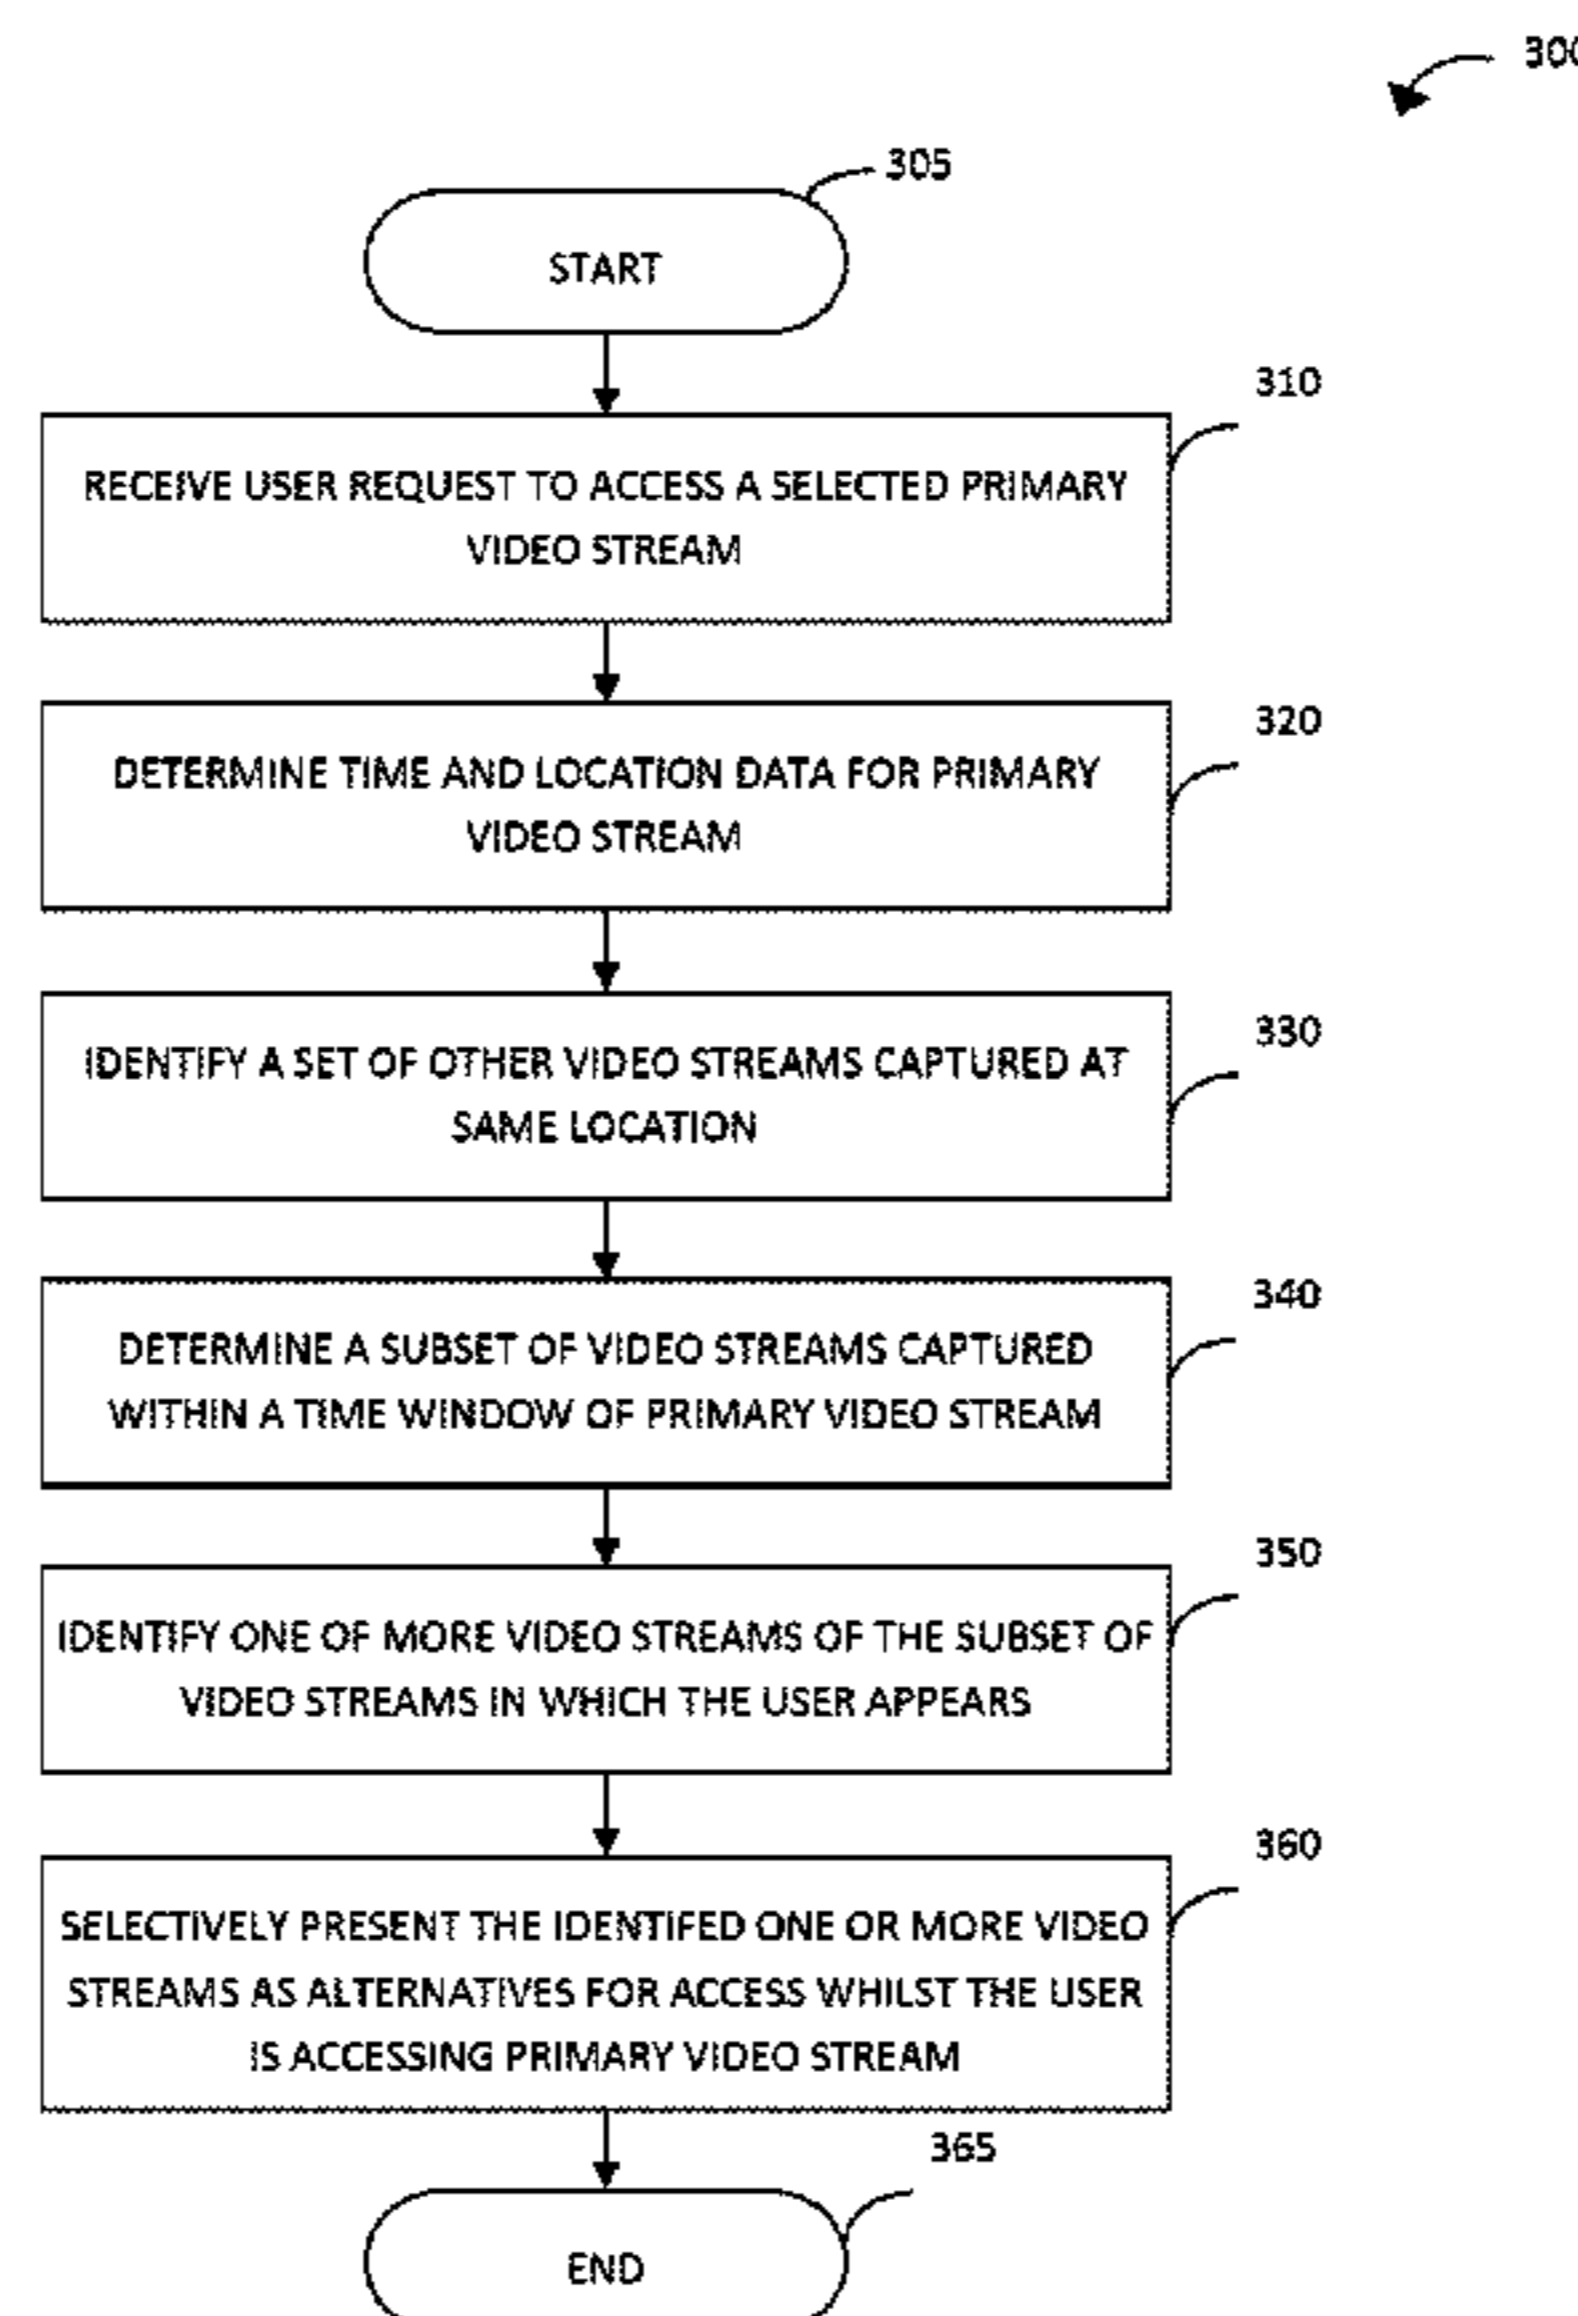 300
305
START
310
RECEIVE USER REQUEST TO ACCESS A SELECTED PRIMARY
VIDEO STREAM
320
DETERMINE TIME AND LOCATION DATA FOR PRIMARY
VIDEO STREAM
330
IDENTIFY A SET OF OTHER VIDEO STREAMS CAPTURED AT
SAME LOCATION
340
DETERMINE A SUBSET OF VIDEO STREAMS CAPTURED
WITHIN A TIME WINDOW OF PRIMARY VIDEO STREAM
350
IDENTIFY ONE OF MORE VIDEO STREAMS OF THE SUBSET OF
VIDEO STREAMS IN WHICH THE USER APPEARS
360
SELECTIVELY PRESENT THE IDENTIFED ONE OR MORE VIDEO
STREAMS AS ALTERNATIVES FOR ACCESS WHILST THE USER
IS ACCESSING PRIMARY VIDEO STREAM
365
END